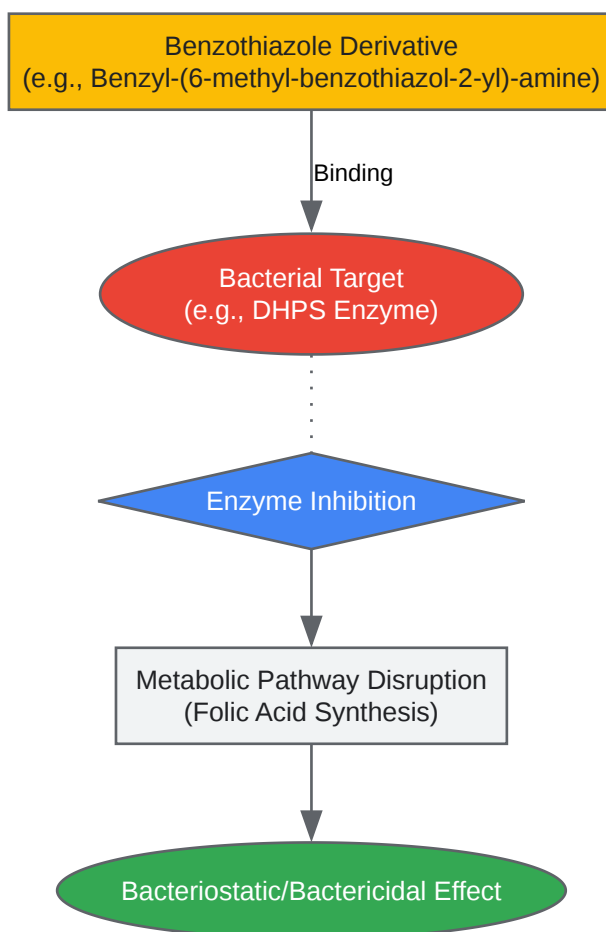 Benzothiazole Derivative
(e.g., Benzyl-(6-methyl-benzothiazol-2-yl)-amine)
Binding
Bacterial Target
(e.g., DHPS Enzyme)
Enzyme Inhibition
Metabolic Pathway Disruption
(Folic Acid Synthesis)
Bacteriostatic/Bactericidal Effect